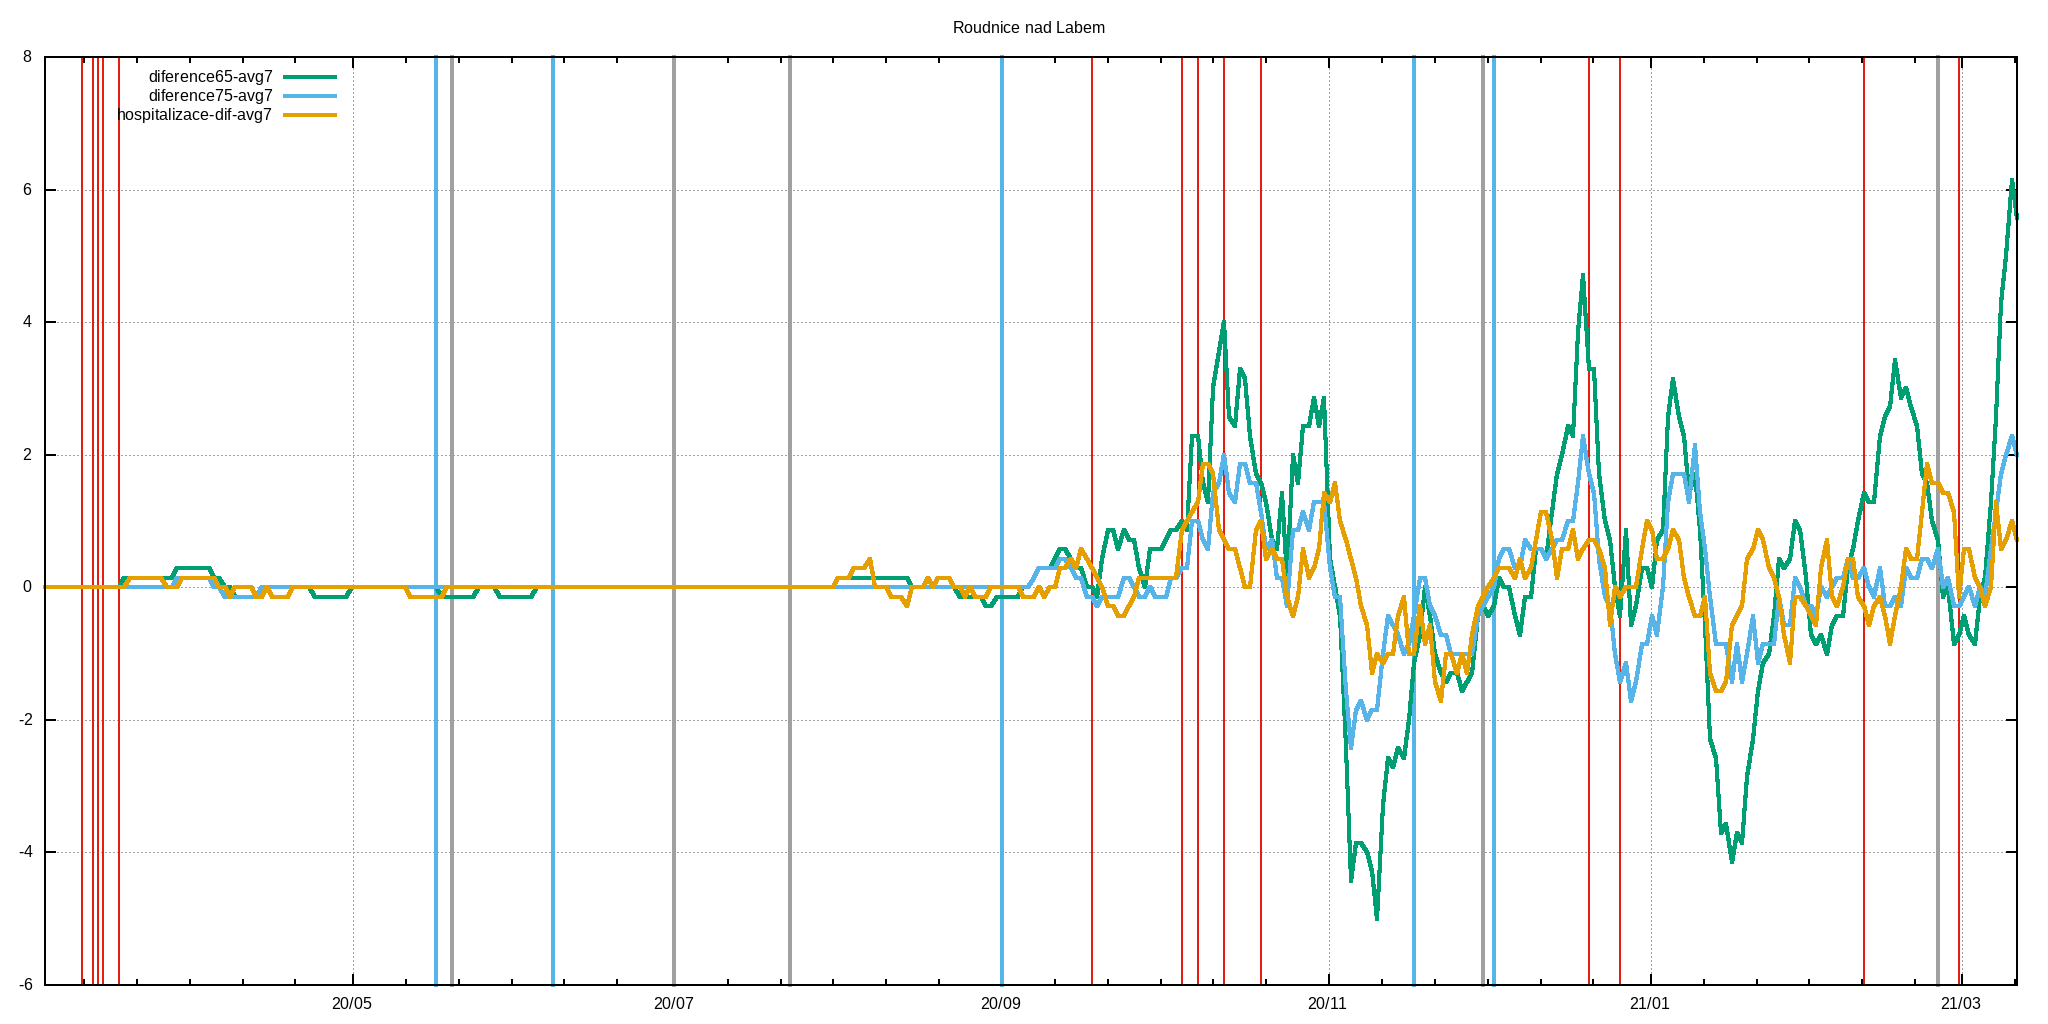 Roudnice nad Labem
diference65-avg7
diference75-avg7
hospitalizace-dif-avg7
8
6
4
2
0
-2
-4
-6
20/05 20/07 20/09 20/11 21/01 21/03